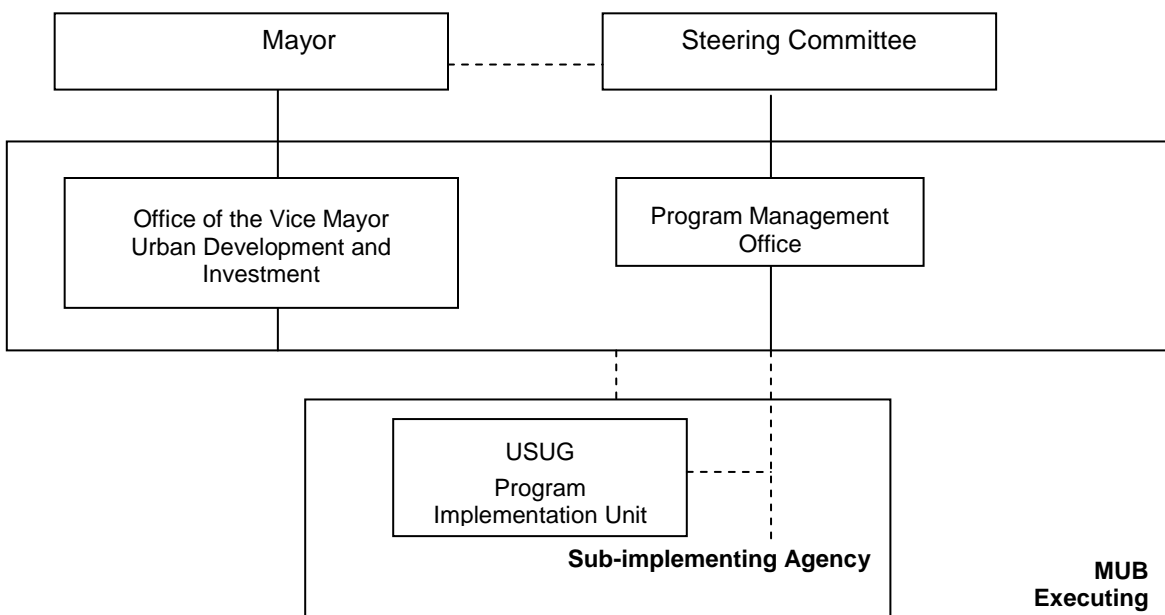 Mayor
Steering Committee
Office of the Vice Mayor
Urban Development and
Investment
Program Management
Office
USUG
Program
Implementation Unit
Sub-implementing Agency
MUB
Executing